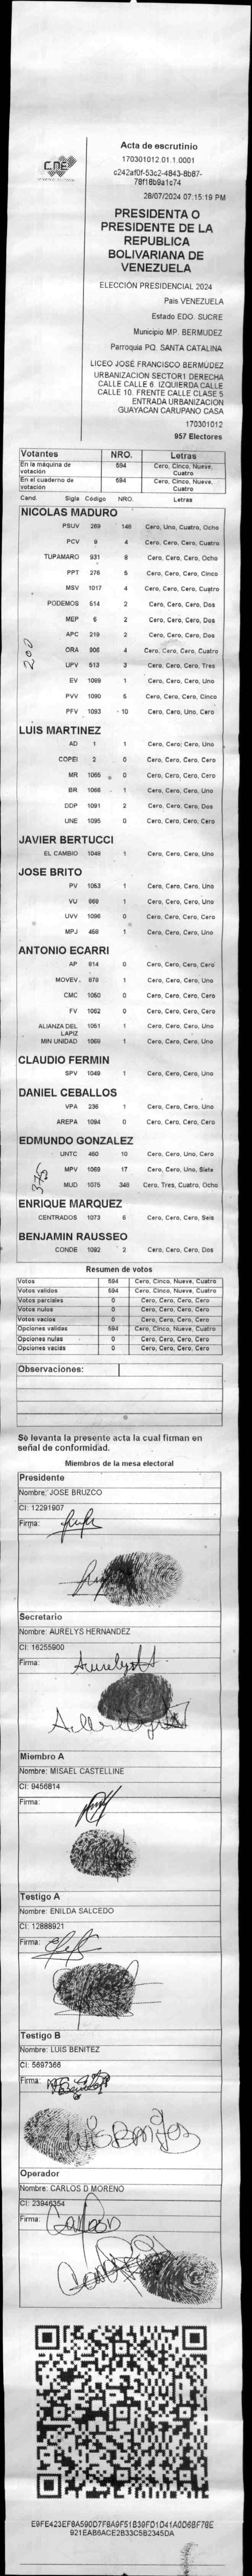 CNE
Acta de escrutinio
170301012.01.1.0001
c242af0f-53c2-4843-8b87-
78f18b9a1c74
28/07/2024 07:15:19 PM
PRESIDENTA O
PRESIDENTE DE LA
REPUBLICA
BOLIVARIANA DE
VENEZUELA
ELECCIÓN PRESIDENCIAL 2024
Pais VENEZUELA
Estado EDO. SUCRE
Municipio MP. BERMUDEZ
Parroquia PQ. SANTA CATALINA
LICEO JOSÉ FRANCISCO BERMÚDEZ
URBANIZACION SECTOR1 DERECHA
CALLE CALLE 6. IZQUIERDA CALLE
CALLE 10. FRENTE CALLE CLASE 5
ENTRADA URBANIZACION
GUAYACAN CARUPANO CASA
170301012
957 Electores
Votantes NRO. Letras
En la máquina de votación 594 Cero, Cinco, Nueve, Cuatro
En el cuaderno de votación 594 Cero, Cinco, Nueve, Cuatro
Cand. Sigla Código NRO. Letras
NICOLAS MADURO
PSUV 269 148 Cero, Uno, Cuatro, Ocho
PCV 9 4 Cero, Cero, Cero, Cuatro
TUPAMARO 931 8 Cero, Cero, Cero, Ocho
PPT 276 5 Cero, Cero, Cero, Cinco
MSV 1017 4 Cero, Cero, Cero, Cuatro
PODEMOS 514 2 Cero, Cero, Cero, Dos
MEP 6 2 Cero, Cero, Cero, Dos
APC 219 2 Cero, Cero, Cero, Dos
ORA 906 4 Cero, Cero, Cero, Cuatro
200
UPV 513 3 Cero, Cero, Cero, Tres
EV 1089 1 Cero, Cero, Cero, Uno
PVV 1090 5 Cero, Cero, Cero, Cinco
PFV 1093 10 Cero, Cero, Uno, Cero
LUIS MARTINEZ
AD 1 1 Cero, Cero, Cero, Uno
COPEI 2 0 Cero, Cero, Cero, Cero
MR 1065 0 Cero, Cero, Cero, Cero
BR 1066 1 Cero, Cero, Cero, Uno
DDP 1091 2 Cero, Cero, Cero, Dos
UNE 1095 0 Cero, Cero, Cero, Cero
JAVIER BERTUCCI
EL CAMBIO 1048 1 Cero, Cero, Cero, Uno
JOSE BRITO
PV 1053 1 Cero, Cero, Cero, Uno
VU 969 1 Cero, Cero, Cero, Uno
UVV 1096 0 Cero, Cero, Cero, Cero
MPJ 458 1 Cero, Cero, Cero, Uno
ANTONIO ECARRI
AP 814 0 Cero, Cero, Cero, Cero
MOVEV. 978 1 Cero, Cero, Cero, Uno
CMC 1050 0 Cero, Cero, Cero, Cero
FV 1062 0 Cero, Cero, Cero, Cero
ALIANZA DEL LAPIZ 1051 1 Cero, Cero, Cero, Uno
MIN UNIDAD 1069 1 Cero, Cero, Cero, Uno
CLAUDIO FERMIN
SPV 1049 1 Cero, Cero, Cero, Uno
DANIEL CEBALLOS
VPA 236 1 Cero, Cero, Cero, Uno
AREPA 1094 0 Cero, Cero, Cero, Cero
EDMUNDO GONZALEZ
UNTC 460 10 Cero, Cero, Uno, Cero
375
MPV 1069 17 Cero, Cero, Uno, Siete
MUD 1075 348 Cero, Tres, Cuatro, Ocho
ENRIQUE MARQUEZ
CENTRADOS 1073 6 Cero, Cero, Cero, Seis
BENJAMIN RAUSSEO
CONDE 1092 2 Cero, Cero, Cero, Dos
Resumen de votos
Votos 594 Cero, Cinco, Nueve, Cuatro
Votos validos 594 Cero, Cinco, Nueve, Cuatro
Votos parciales 0 Cero, Cero, Cero, Cero
Votos nulos 0 Cero, Cero, Cero, Cero
Votos vacios 0 Cero, Cero, Cero, Cero
Opciones validas 594 Cero, Cinco, Nueve, Cuatro
Opciones nulas 0 Cero, Cero, Cero, Cero
Opciones vacias 0 Cero, Cero, Cero, Cero
Observaciones:
Se levanta la presente acta la cual firman en
señal de conformidad.
Miembros de la mesa electoral
Presidente
Nombre: JOSE BRUZCO
CI: 12291907
Firma:
Secretario
Nombre: AURELYS HERNANDEZ
CI: 16255900
Firma: AurelysH
Miembro A
Nombre: MISAEL CASTELLINE
CI: 9456814
Firma:
Testigo A
Nombre: ENILDA SALCEDO
CI: 12888921
Firma:
Testigo B
Nombre: LUIS BENITEZ
CI: 5697366
Firma:
Operador
Nombre: CARLOS D MORENO
CI: 23946354
Firma: Carlos D
E9FE423EF8A590D7F8A9F51B39FD1D41A0D6BF78E
921EAB6ACE2B33C5B2345DA